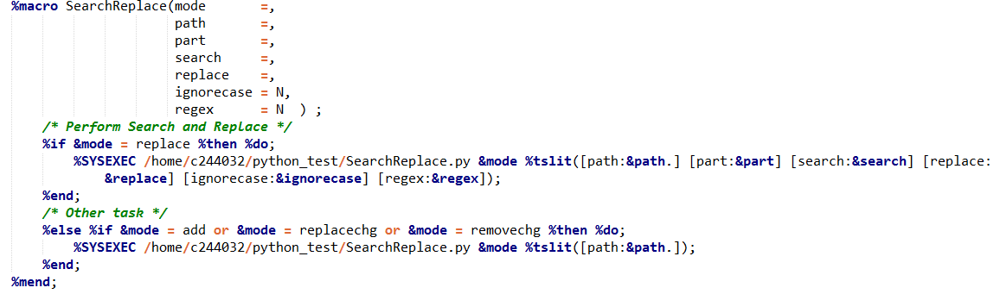 %macro SearchReplace(mode       =,
                     path       =,
                     part       =,
                     search     =,
                     replace    =,
                     ignorecase = N,
                     regex      = N  ) ;
    /* Perform Search and Replace */
    %if &mode = replace %then %do;
        %SYSEXEC /home/c244032/python_test/SearchReplace.py &mode %tslit([path:&path.] [part:&part] [search:&search] [replace:
            &replace] [ignorecase:&ignorecase] [regex:&regex]);
    %end;
    /* Other task */
    %else %if &mode = add or &mode = replacechg or &mode = removechg %then %do;
        %SYSEXEC /home/c244032/python_test/SearchReplace.py &mode %tslit([path:&path.]);
    %end;
%mend;